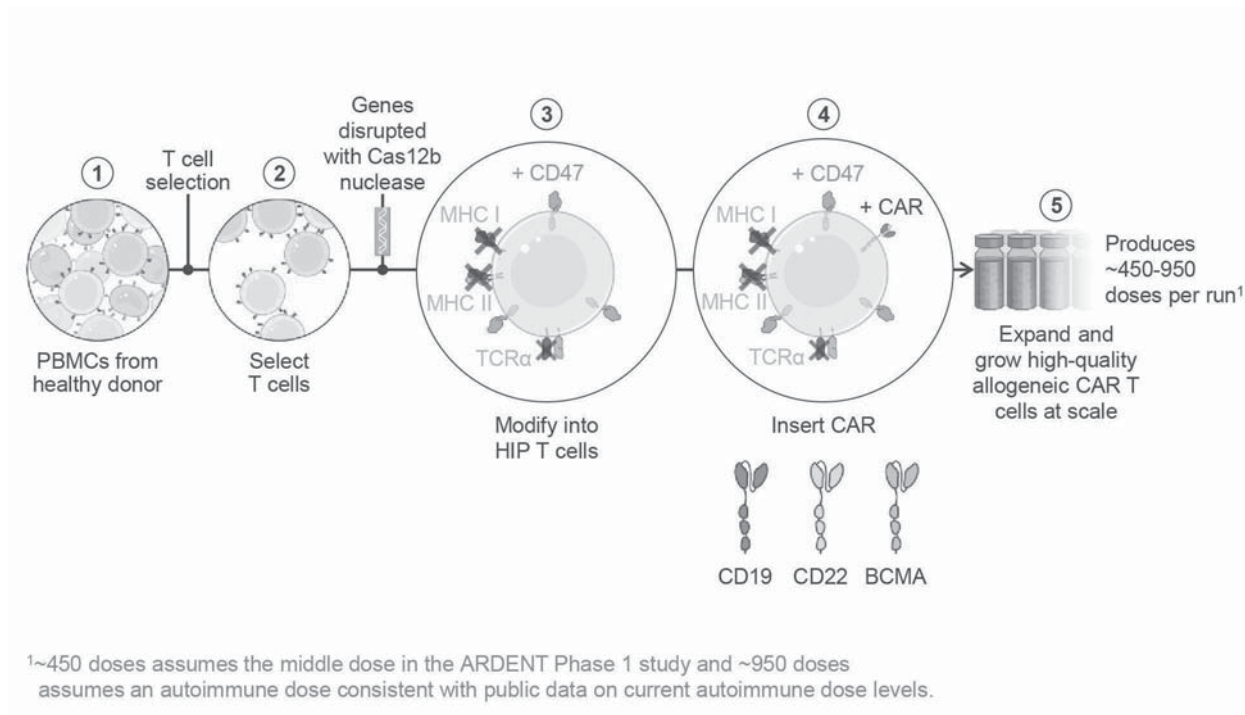 1
PBMCs from
healthy donor
T cell
selection
2
Select
T cells
Genes
disrupted
with Cas12b
nuclease
3
+ CD47
MHC I
MHC II
TCRα
Modify into
HIP T cells
4
+ CD47
+ CAR
MHC I
MHC II
TCRα
Insert CAR
CD19 CD22 BCMA
5
Produces
~450-950
doses per run¹
Expand and
grow high-quality
allogeneic CAR T
cells at scale
¹~450 doses assumes the middle dose in the ARDENT Phase 1 study and ~950 doses
assumes an autoimmune dose consistent with public data on current autoimmune dose levels.